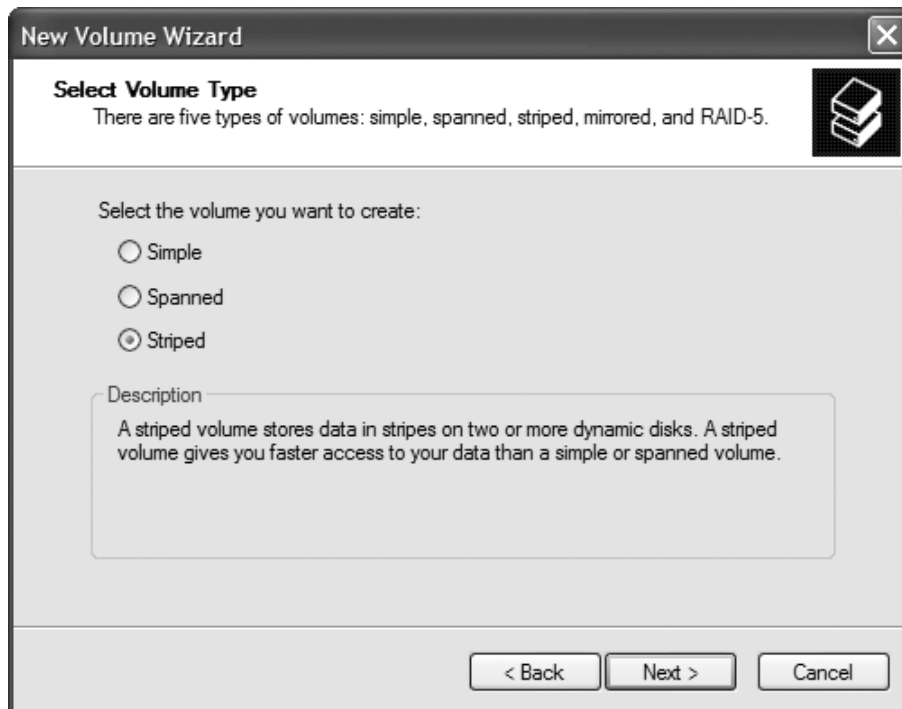 New Volume Wizard
Select Volume Type
There are five types of volumes: simple, spanned, striped, mirrored, and RAID-5.
Select the volume you want to create:
Simple
Spanned
Striped
Description
A striped volume stores data in stripes on two or more dynamic disks. A striped
volume gives you faster access to your data than a simple or spanned volume.
< Back
Next >
Cancel